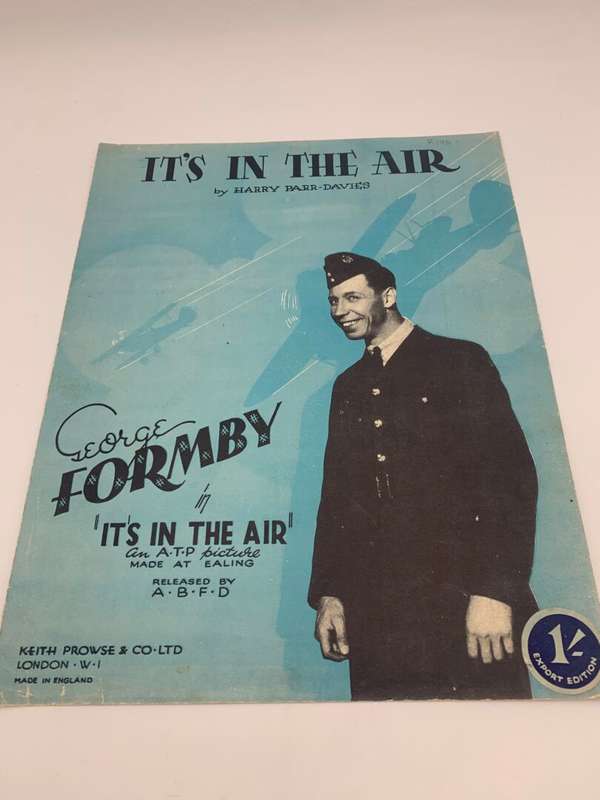 IT'S IN THE AIR
by HARRY PARR-DAVIES
GEORGE
FORMBY
in
"IT'S IN THE AIR"
an A·T·P picture
MADE AT EALING
RELEASED BY
A·B·F·D
KEITH PROWSE & CO·LTD
LONDON·W·1
MADE IN ENGLAND
1/-
EXPORT EDITION